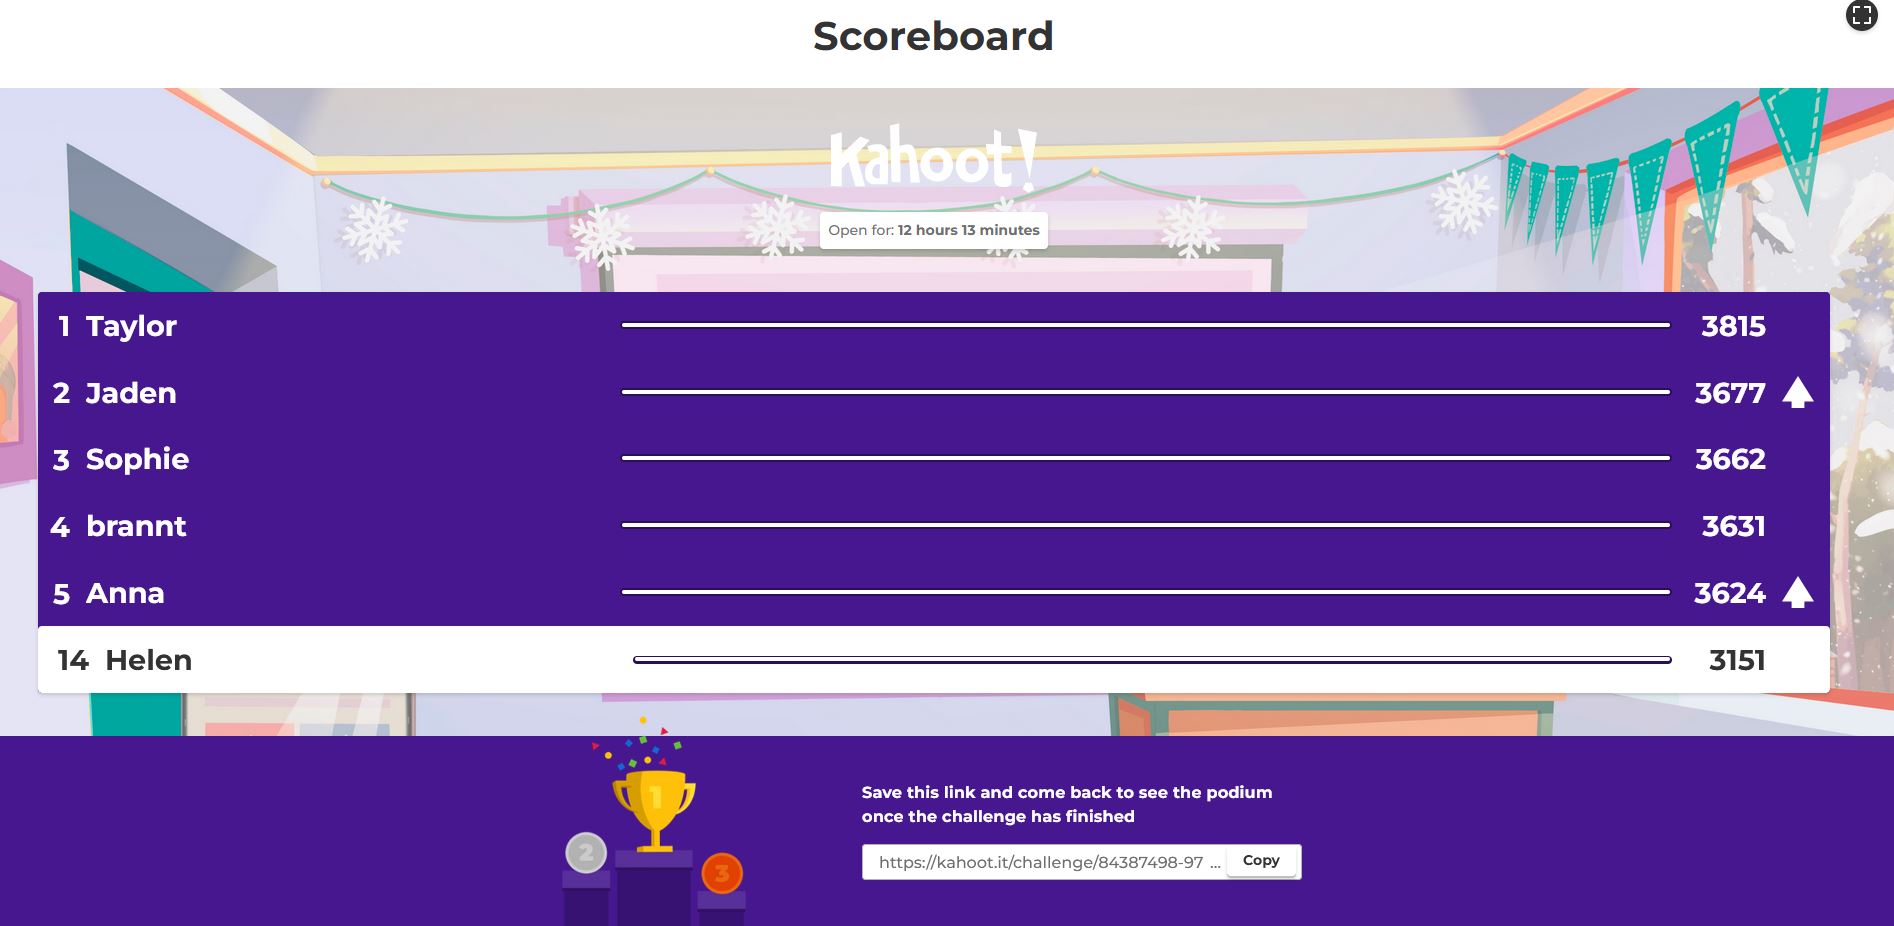 Scoreboard
Kahoot!
Open for: 12 hours 13 minutes
1 Taylor 3815
2 Jaden 3677
3 Sophie 3662
4 brannt 3631
5 Anna 3624
14 Helen 3151
1
2
3
Save this link and come back to see the podium
once the challenge has finished
https://kahoot.it/challenge/84387498-97 ... Copy